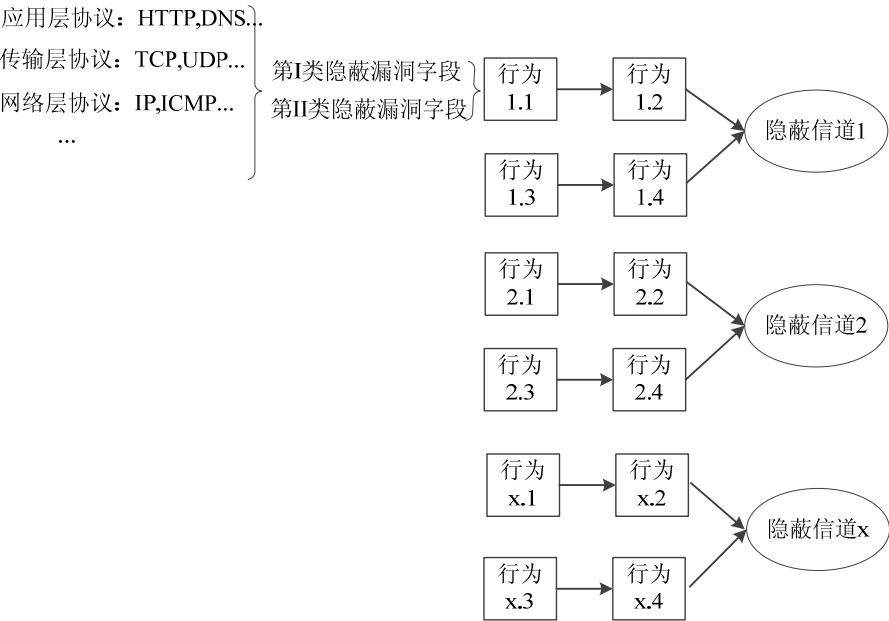 应用层协议：HTTP,DNS...
传输层协议：TCP,UDP...
网络层协议：IP,ICMP...
...
第I类隐蔽漏洞字段
第II类隐蔽漏洞字段
行为
1.1
行为
1.2
隐蔽信道1
行为
1.3
行为
1.4
行为
2.1
行为
2.2
隐蔽信道2
行为
2.3
行为
2.4
行为
x.1
行为
x.2
隐蔽信道x
行为
x.3
行为
x.4